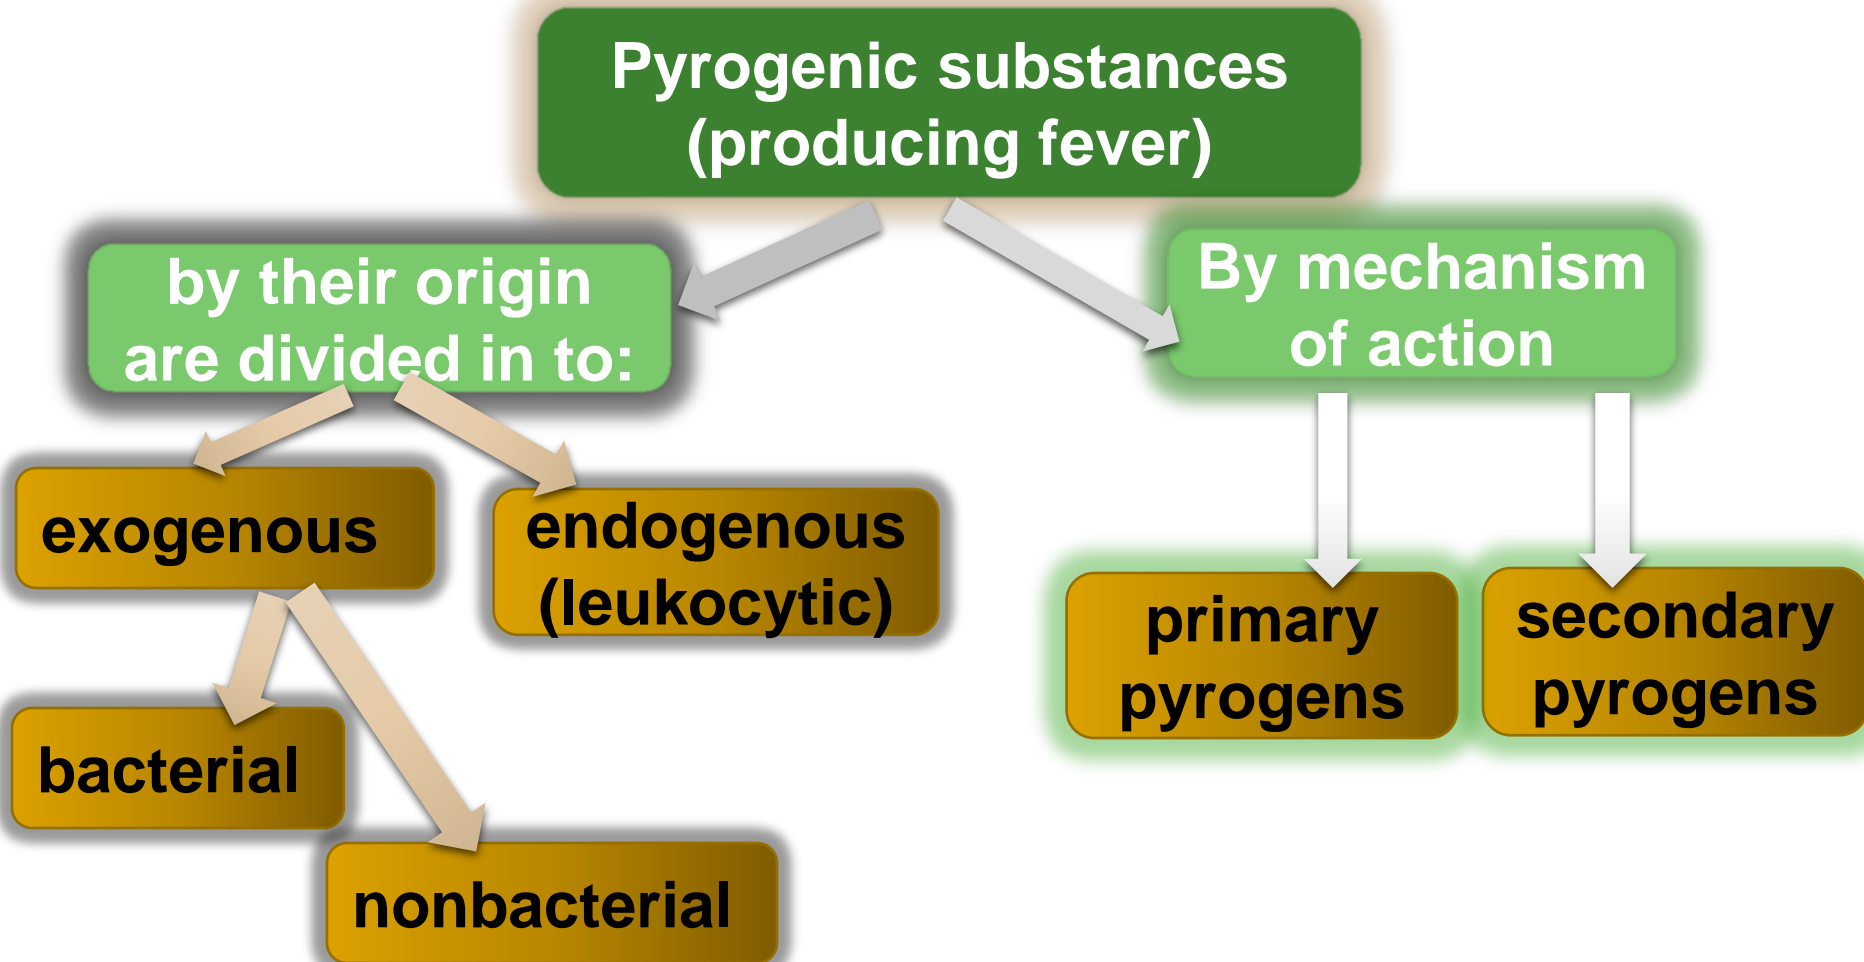 Pyrogenic substances
(producing fever)
by their origin
are divided in to:
By mechanism
of action
exogenous
endogenous
(leukocytic)
primary
pyrogens
secondary
pyrogens
bacterial
nonbacterial